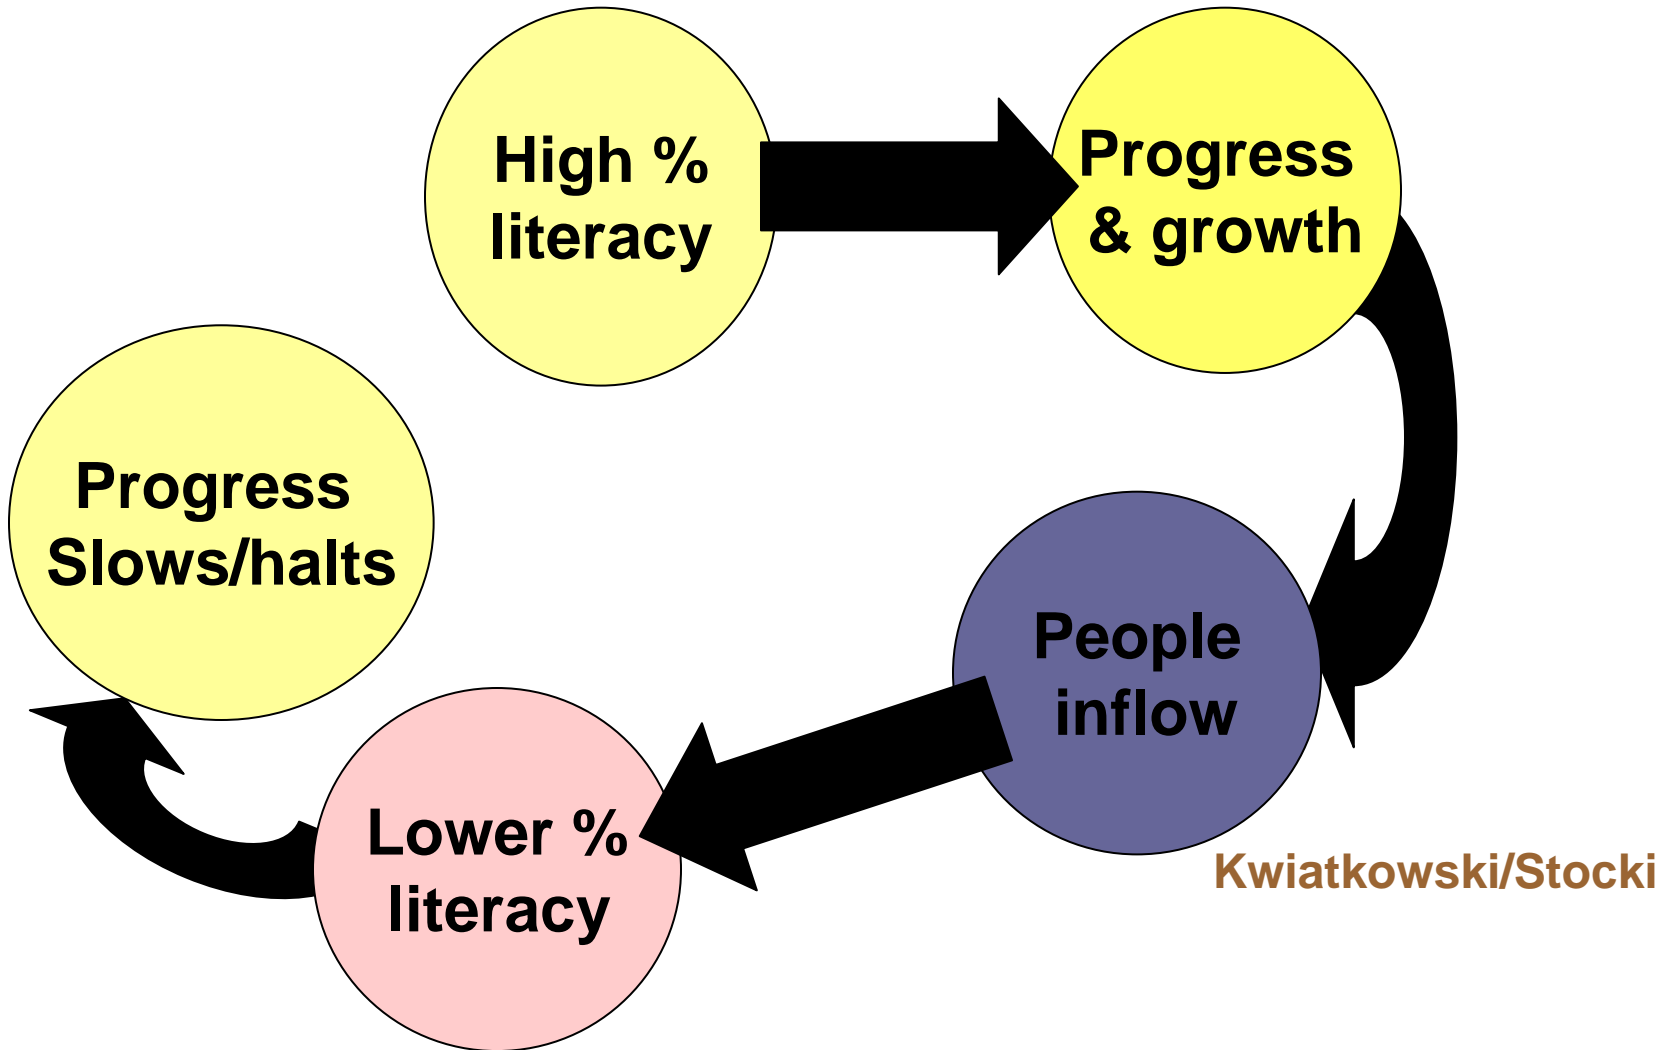 High %
literacy
Progress
& growth
People
inflow
Kwiatkowski/Stocki
Lower %
literacy
Progress
Slows/halts